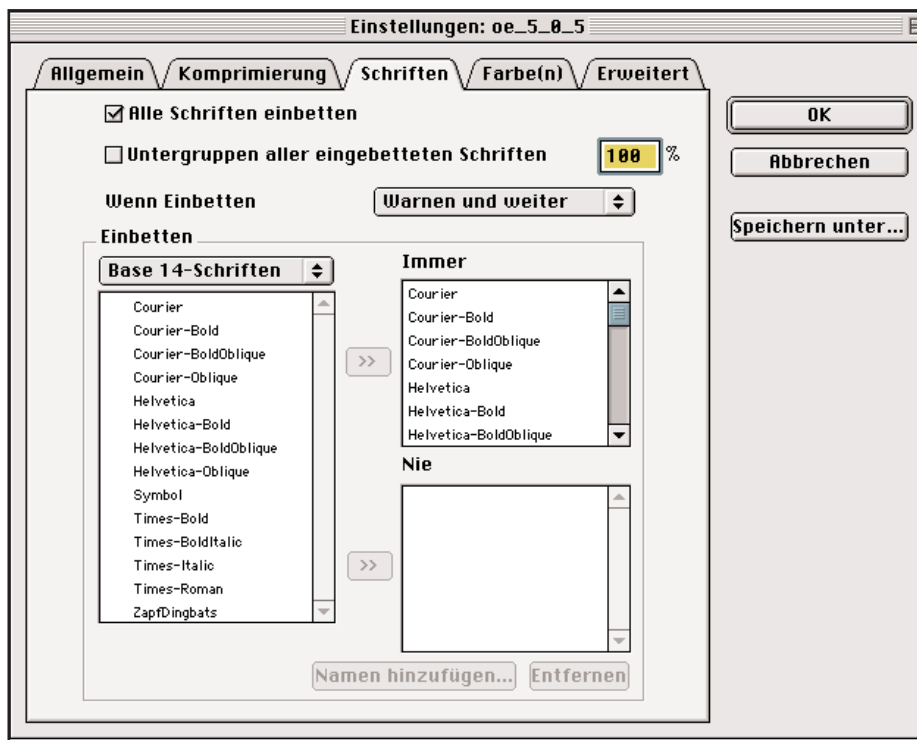 Einstellungen: oe_5_0_5
Allgemein
Komprimierung
Schriften
Farbe(n)
Erweitert
Alle Schriften einbetten
Untergruppen aller eingebetteten Schriften
100 %
Wenn Einbetten
Warnen und weiter
Einbetten
Base 14-Schriften
Courier
Courier-Bold
Courier-BoldOblique
Courier-Oblique
Helvetica
Helvetica-Bold
Helvetica-BoldOblique
Helvetica-Oblique
Symbol
Times-Bold
Times-BoldItalic
Times-Italic
Times-Roman
ZapfDingbats
>>
>>
Immer
Courier
Courier-Bold
Courier-BoldOblique
Courier-Oblique
Helvetica
Helvetica-Bold
Helvetica-BoldOblique
Nie
Namen hinzufügen...
Entfernen
OK
Abbrechen
Speichern unter...